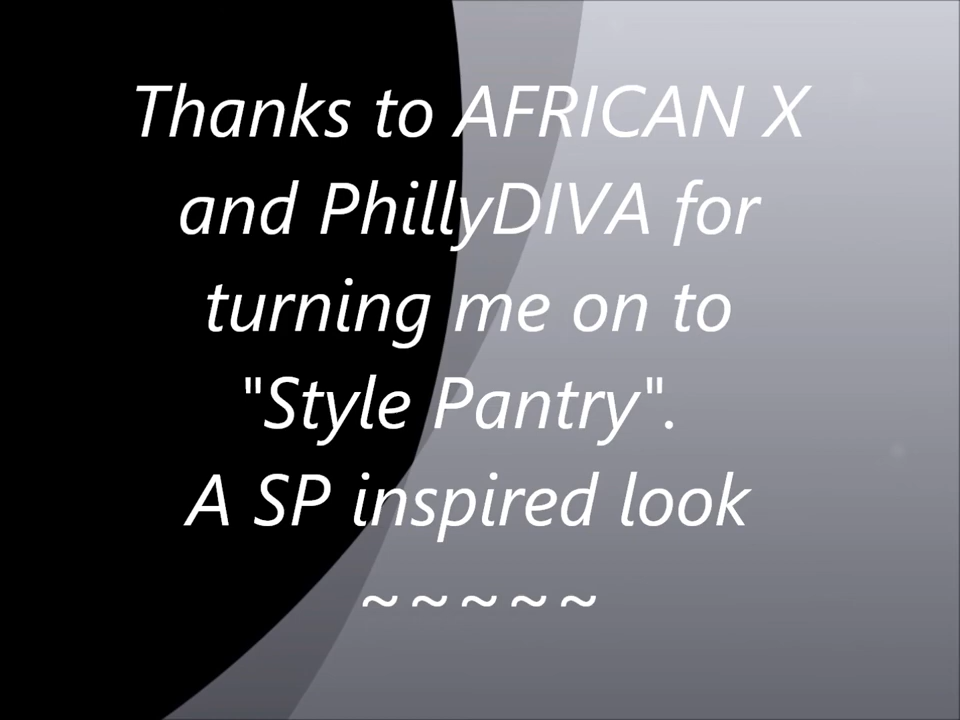 Thanks to AFRICAN X
and PhillyDIVA for
turning me on to
"Style Pantry".
A SP inspired look
~~~~~